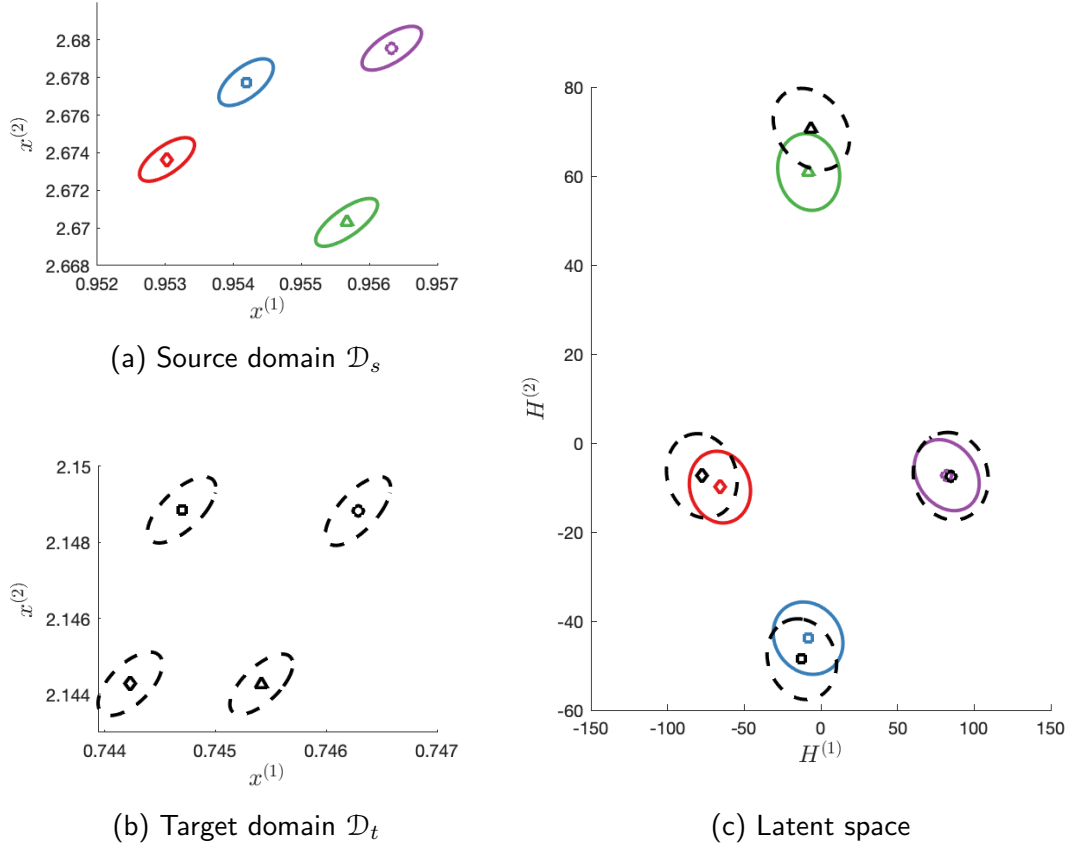 2.68
2.678
2.676
2.674
2.672
2.67
2.668
x^{(2)}
0.952 0.953 0.954 0.955 0.956 0.957
x^{(1)}
(a) Source domain 𝒟_s
2.15
2.148
2.146
2.144
x^{(2)}
0.744 0.745 0.746 0.747
x^{(1)}
(b) Target domain 𝒟_t
80
60
40
20
0
-20
-40
-60
H^{(2)}
-150 -100 -50 0 50 100 150
H^{(1)}
(c) Latent space